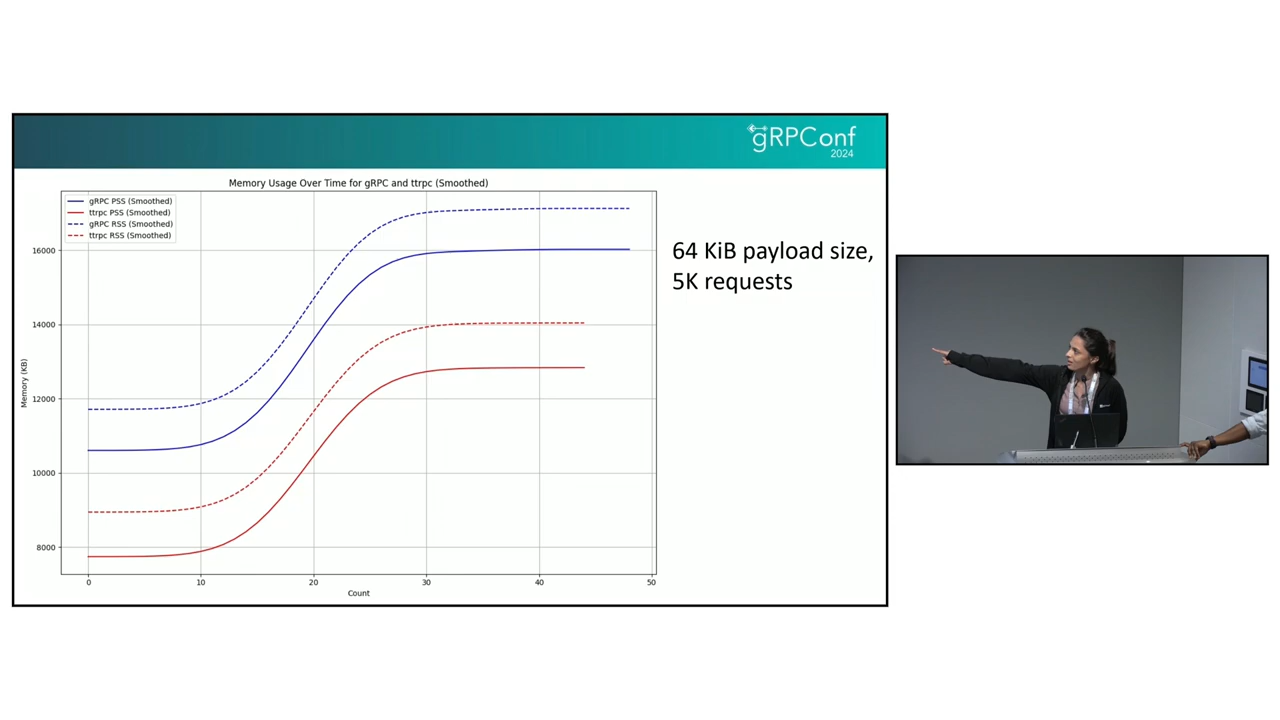 gRPConf
2024
Memory Usage Over Time for gRPC and ttrpc (Smoothed)
gRPC PSS (Smoothed)
ttrpc PSS (Smoothed)
gRPC RSS (Smoothed)
ttrpc RSS (Smoothed)
16000
14000
12000
10000
8000
Memory (KB)
0 10 20 30 40 50
Count
64 KiB payload size,
5K requests